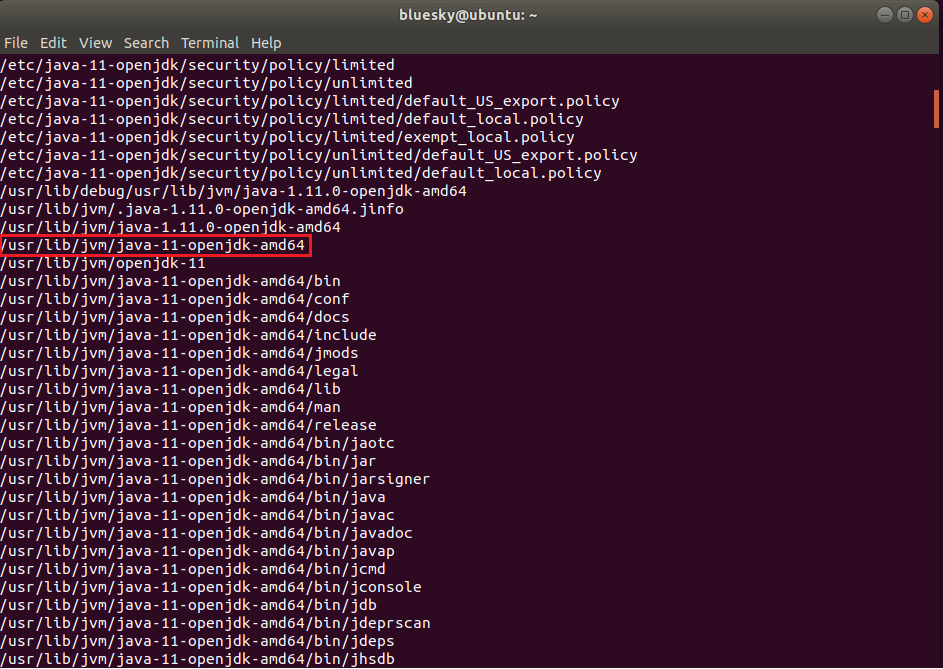 bluesky@ubuntu: ~
File Edit View Search Terminal Help
/etc/java-11-openjdk/security/policy/limited
/etc/java-11-openjdk/security/policy/unlimited
/etc/java-11-openjdk/security/policy/limited/default_US_export.policy
/etc/java-11-openjdk/security/policy/limited/default_local.policy
/etc/java-11-openjdk/security/policy/limited/exempt_local.policy
/etc/java-11-openjdk/security/policy/unlimited/default_US_export.policy
/etc/java-11-openjdk/security/policy/unlimited/default_local.policy
/usr/lib/debug/usr/lib/jvm/java-1.11.0-openjdk-amd64
/usr/lib/jvm/.java-1.11.0-openjdk-amd64.jinfo
/usr/lib/jvm/java-1.11.0-openjdk-amd64
/usr/lib/jvm/java-11-openjdk-amd64
/usr/lib/jvm/openjdk-11
/usr/lib/jvm/java-11-openjdk-amd64/bin
/usr/lib/jvm/java-11-openjdk-amd64/conf
/usr/lib/jvm/java-11-openjdk-amd64/docs
/usr/lib/jvm/java-11-openjdk-amd64/include
/usr/lib/jvm/java-11-openjdk-amd64/jmods
/usr/lib/jvm/java-11-openjdk-amd64/legal
/usr/lib/jvm/java-11-openjdk-amd64/lib
/usr/lib/jvm/java-11-openjdk-amd64/man
/usr/lib/jvm/java-11-openjdk-amd64/release
/usr/lib/jvm/java-11-openjdk-amd64/bin/jaotc
/usr/lib/jvm/java-11-openjdk-amd64/bin/jar
/usr/lib/jvm/java-11-openjdk-amd64/bin/jarsigner
/usr/lib/jvm/java-11-openjdk-amd64/bin/java
/usr/lib/jvm/java-11-openjdk-amd64/bin/javac
/usr/lib/jvm/java-11-openjdk-amd64/bin/javadoc
/usr/lib/jvm/java-11-openjdk-amd64/bin/javap
/usr/lib/jvm/java-11-openjdk-amd64/bin/jcmd
/usr/lib/jvm/java-11-openjdk-amd64/bin/jconsole
/usr/lib/jvm/java-11-openjdk-amd64/bin/jdb
/usr/lib/jvm/java-11-openjdk-amd64/bin/jdeprscan
/usr/lib/jvm/java-11-openjdk-amd64/bin/jdeps
/usr/lib/jvm/java-11-openjdk-amd64/bin/jhsdb